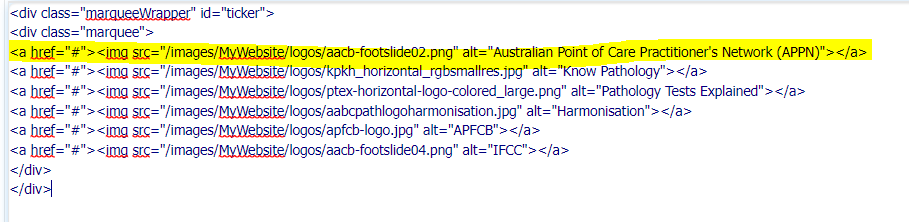 <div class="marqueeWrapper" id="ticker">
<div class="marquee">
<a href="#"><img src="/images/MyWebsite/logos/aacb-footslide02.png" alt="Australian Point of Care Practitioner's Network (APPN)"></a>
<a href="#"><img src="/images/MyWebsite/logos/kpkh_horizontal_rgbsmallres.jpg" alt="Know Pathology"></a>
<a href="#"><img src="/images/MyWebsite/logos/ptex-horizontal-logo-colored_large.png" alt="Pathology Tests Explained"></a>
<a href="#"><img src="/images/MyWebsite/logos/aabcpathlogoharmonisation.jpg" alt="Harmonisation"></a>
<a href="#"><img src="/images/MyWebsite/logos/apfcb-logo.jpg" alt="APFCB"></a>
<a href="#"><img src="/images/MyWebsite/logos/aacb-footslide04.png" alt="IFCC"></a>
</div>
</div>